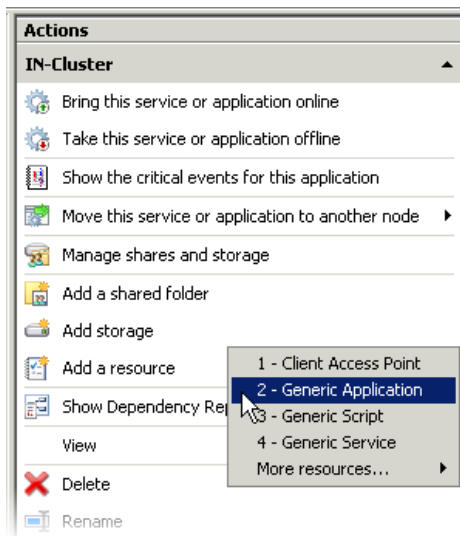 Actions
IN-Cluster
Bring this service or application online
Take this service or application offline
Show the critical events for this application
Move this service or application to another node
Manage shares and storage
Add a shared folder
Add storage
Add a resource
1 - Client Access Point
2 - Generic Application
Show Dependency Re
3 - Generic Script
4 - Generic Service
View
More resources...
Delete
Rename